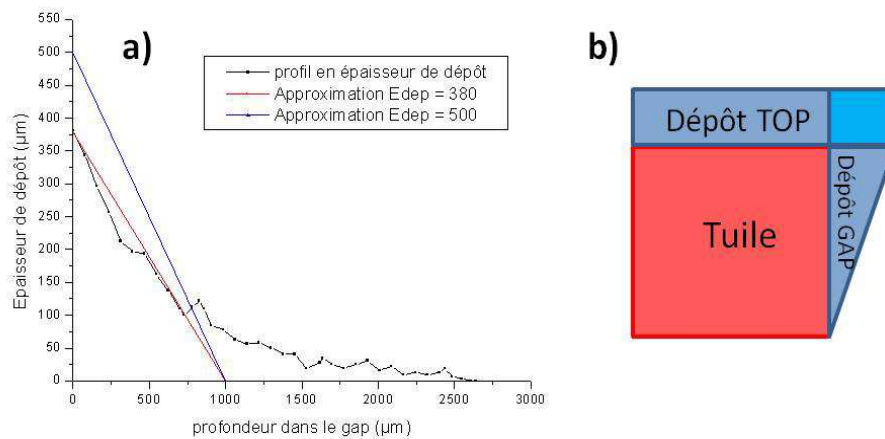 a)
b)
550
500
450
400
350
300
250
200
150
100
50
0
Epaisseur de dépôt (µm)
profil en épaisseur de dépôt
Approximation Edep = 380
Approximation Edep = 500
0 500 1000 1500 2000 2500 3000
profondeur dans le gap (µm)
Dépôt TOP
Tuile
Dépôt GAP